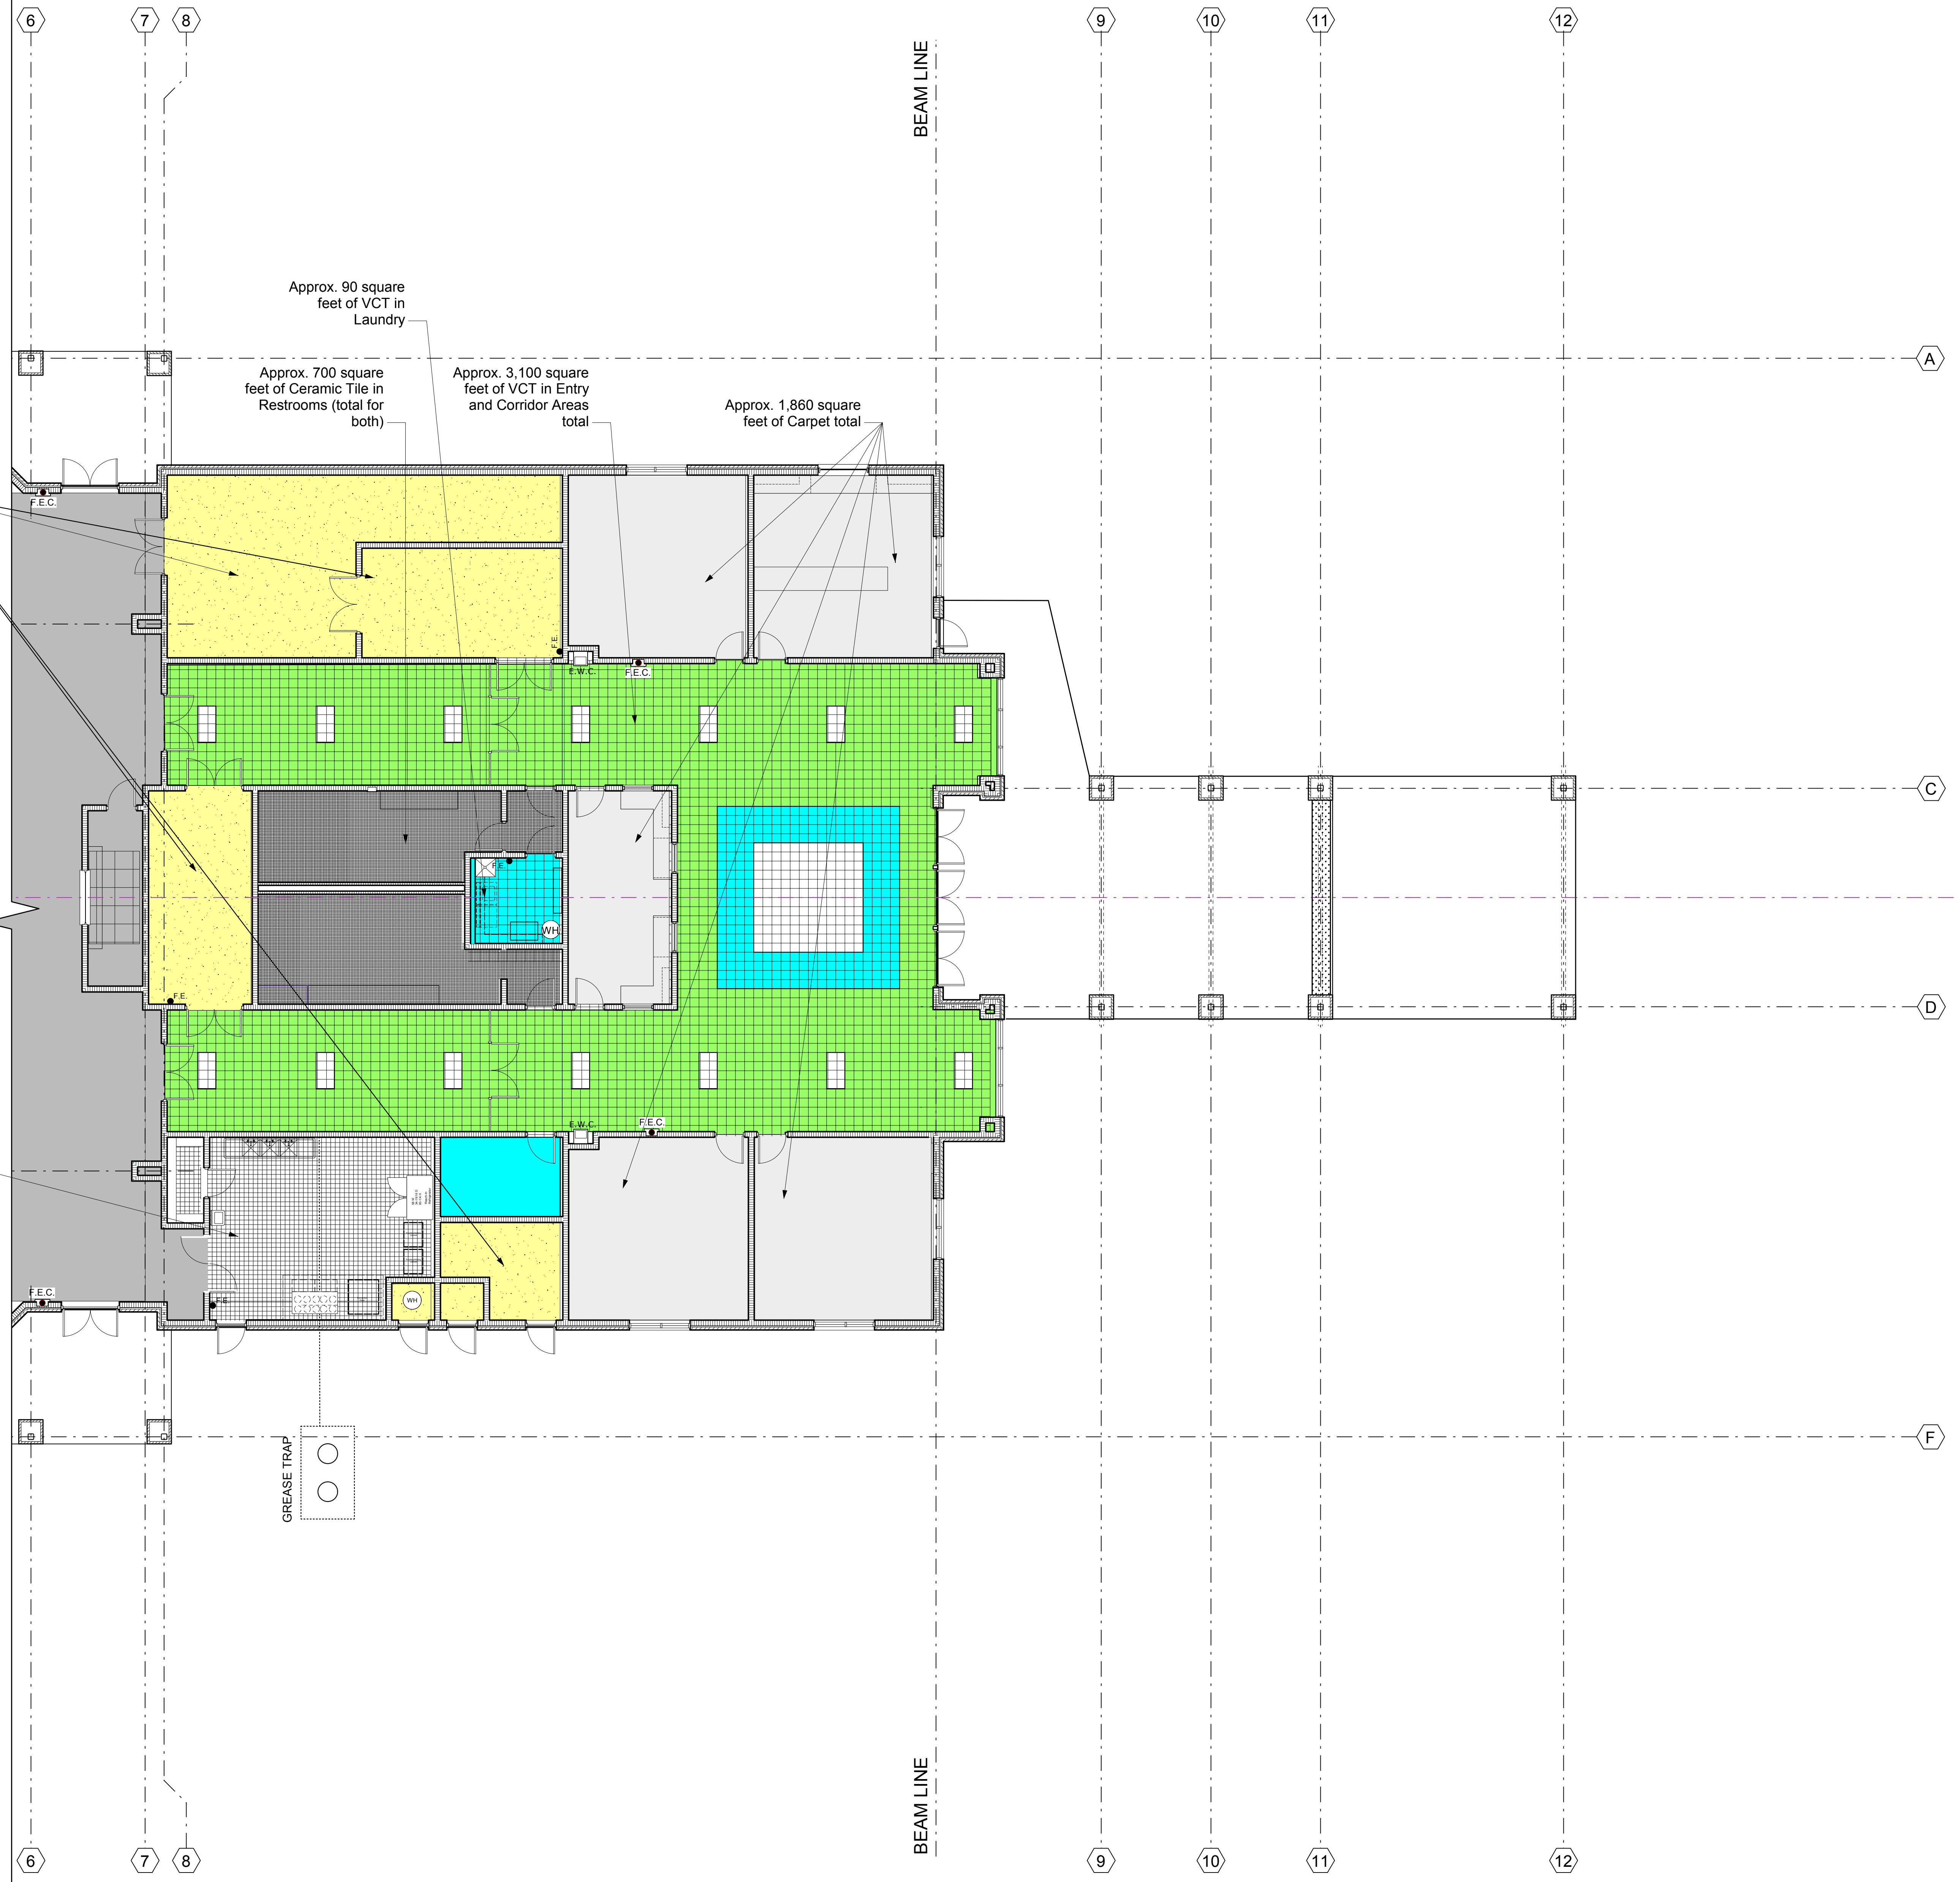 6
7
8
9
10
11
12
BEAM LINE
Approx. 90 square
feet of VCT in
Laundry
A
Approx. 700 square
feet of Ceramic Tile in
Restrooms (total for
both)
Approx. 3,100 square
feet of VCT in Entry
and Corridor Areas
total
Approx. 1,860 square
feet of Carpet total
F.E.C.
F.E.
E.W.C.
F.E.C.
C
F.E.
WH
F.E.
D
E.W.C.
F.E.C.
F.E.C.
WH
F.E.
F
GREASE TRAP
BEAM LINE
6
7
8
9
10
11
12